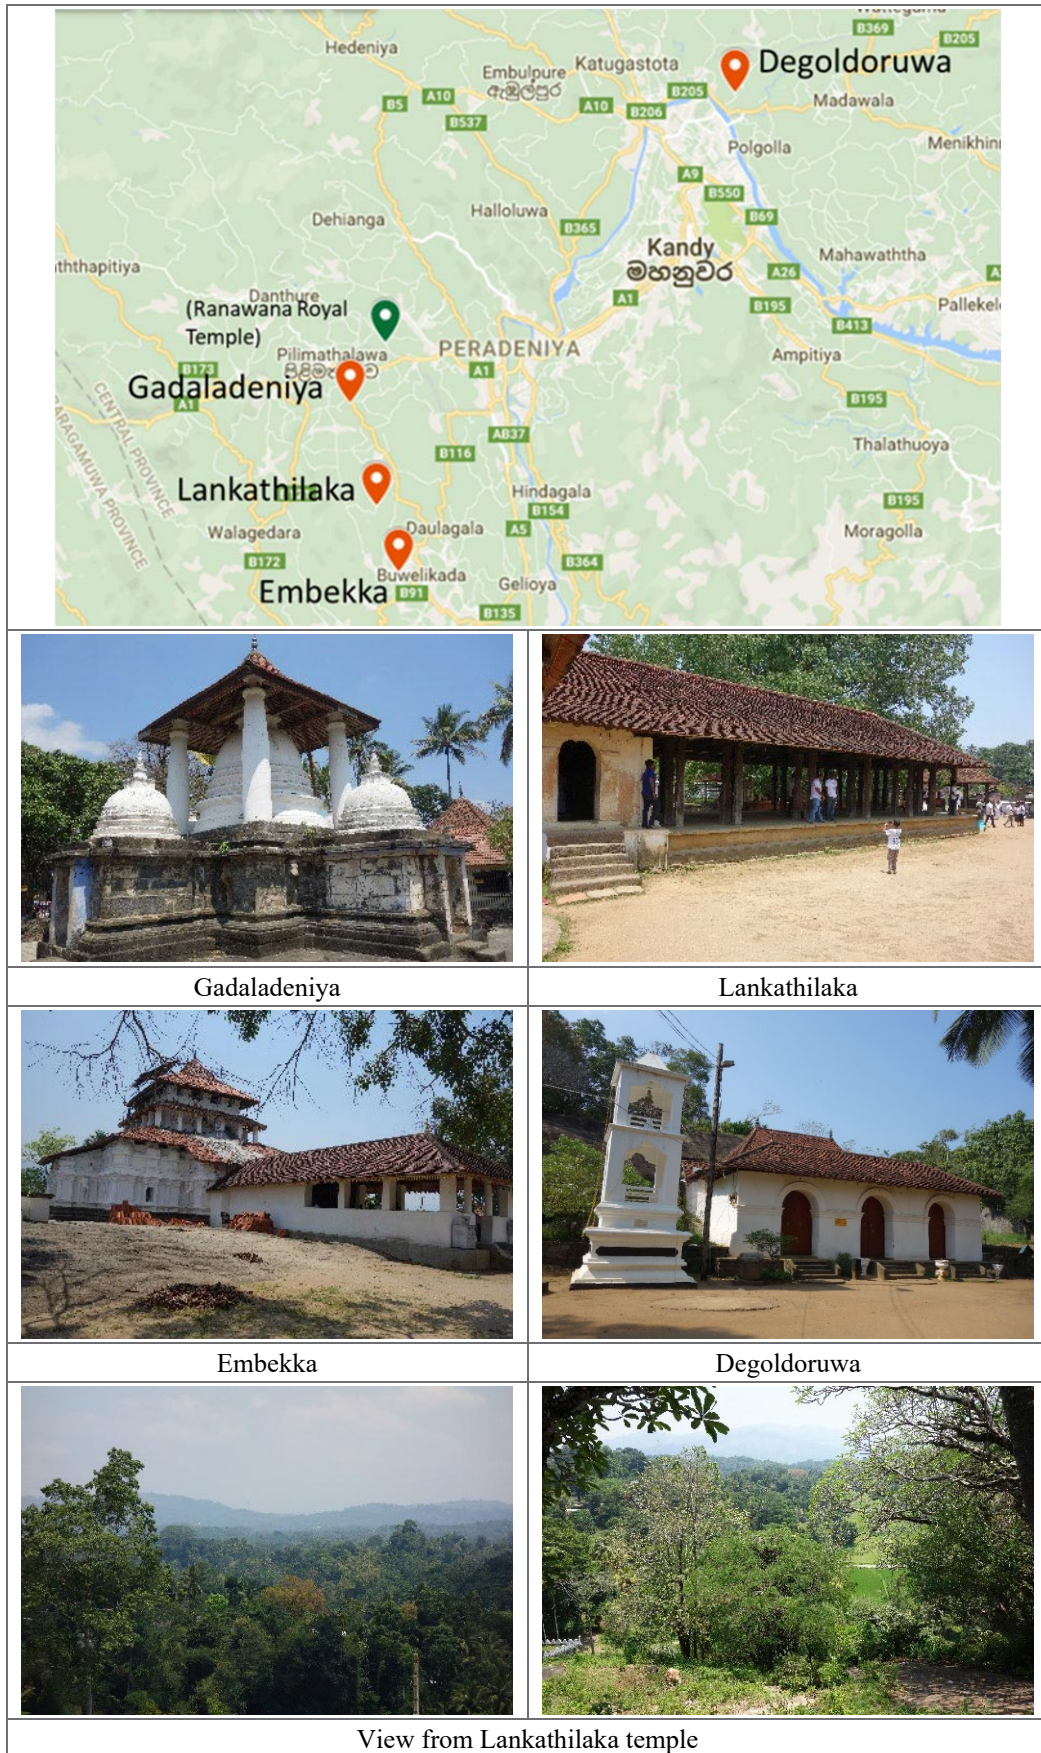 Wattegama
B369
B205
Hedeniya
Embulpure
ඇඹුල්පුර
Katugastota
Degoldoruwa
B5
A10
B537
A10
B206
B205
Madawala
Polgolla
Menikhin
A9
B550
Dehianga
Halloluwa
B365
B69
Kandy
මහනුවර
Mahawaththa
ththapitiya
A26
Danthure
(Ranawana Royal
Temple)
A1
B195
Pallekel
B413
Pilimathalawa
PERADENIYA
Ampitiya
B173
Gadaladeniya
A1
A1
CENTRAL PROVINCE
ARAGAMUWA PROVINCE
B195
AB37
B116
Thalathuoya
Lankathilaka
Hindagala
B154
B195
Walagedara
Daulagala
A5
Moragolla
B172
B364
Buwelikada
Embekka
B91
Gelioya
B135
Gadaladeniya
Lankathilaka
Embekka
Degoldoruwa
View from Lankathilaka temple